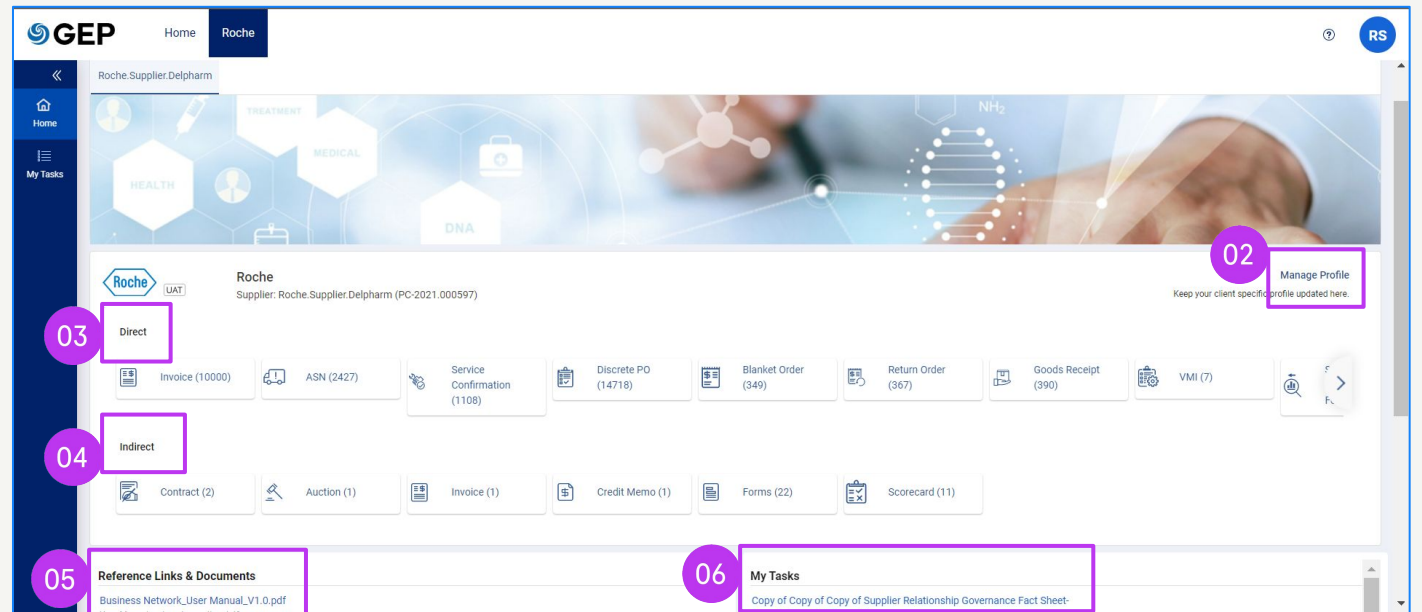 GEP
Home
Roche
RS
Roche.Supplier.Delpharm
Home
My Tasks
TREATMENT
MEDICAL
HEALTH
DNA
NH₂
02
Manage Profile
Keep your client specific profile updated here.
Roche
UAT
Roche
Supplier: Roche.Supplier.Delpharm (PC-2021.000597)
03
Direct
Invoice (10000)
ASN (2427)
Service
Confirmation
(1108)
Discrete PO
(14718)
Blanket Order
(349)
Return Order
(367)
Goods Receipt
(390)
VMI (7)
04
Indirect
Contract (2)
Auction (1)
Invoice (1)
Credit Memo (1)
Forms (22)
Scorecard (11)
05
Reference Links & Documents
Business Network_User Manual_V1.0.pdf
06
My Tasks
Copy of Copy of Copy of Supplier Relationship Governance Fact Sheet-